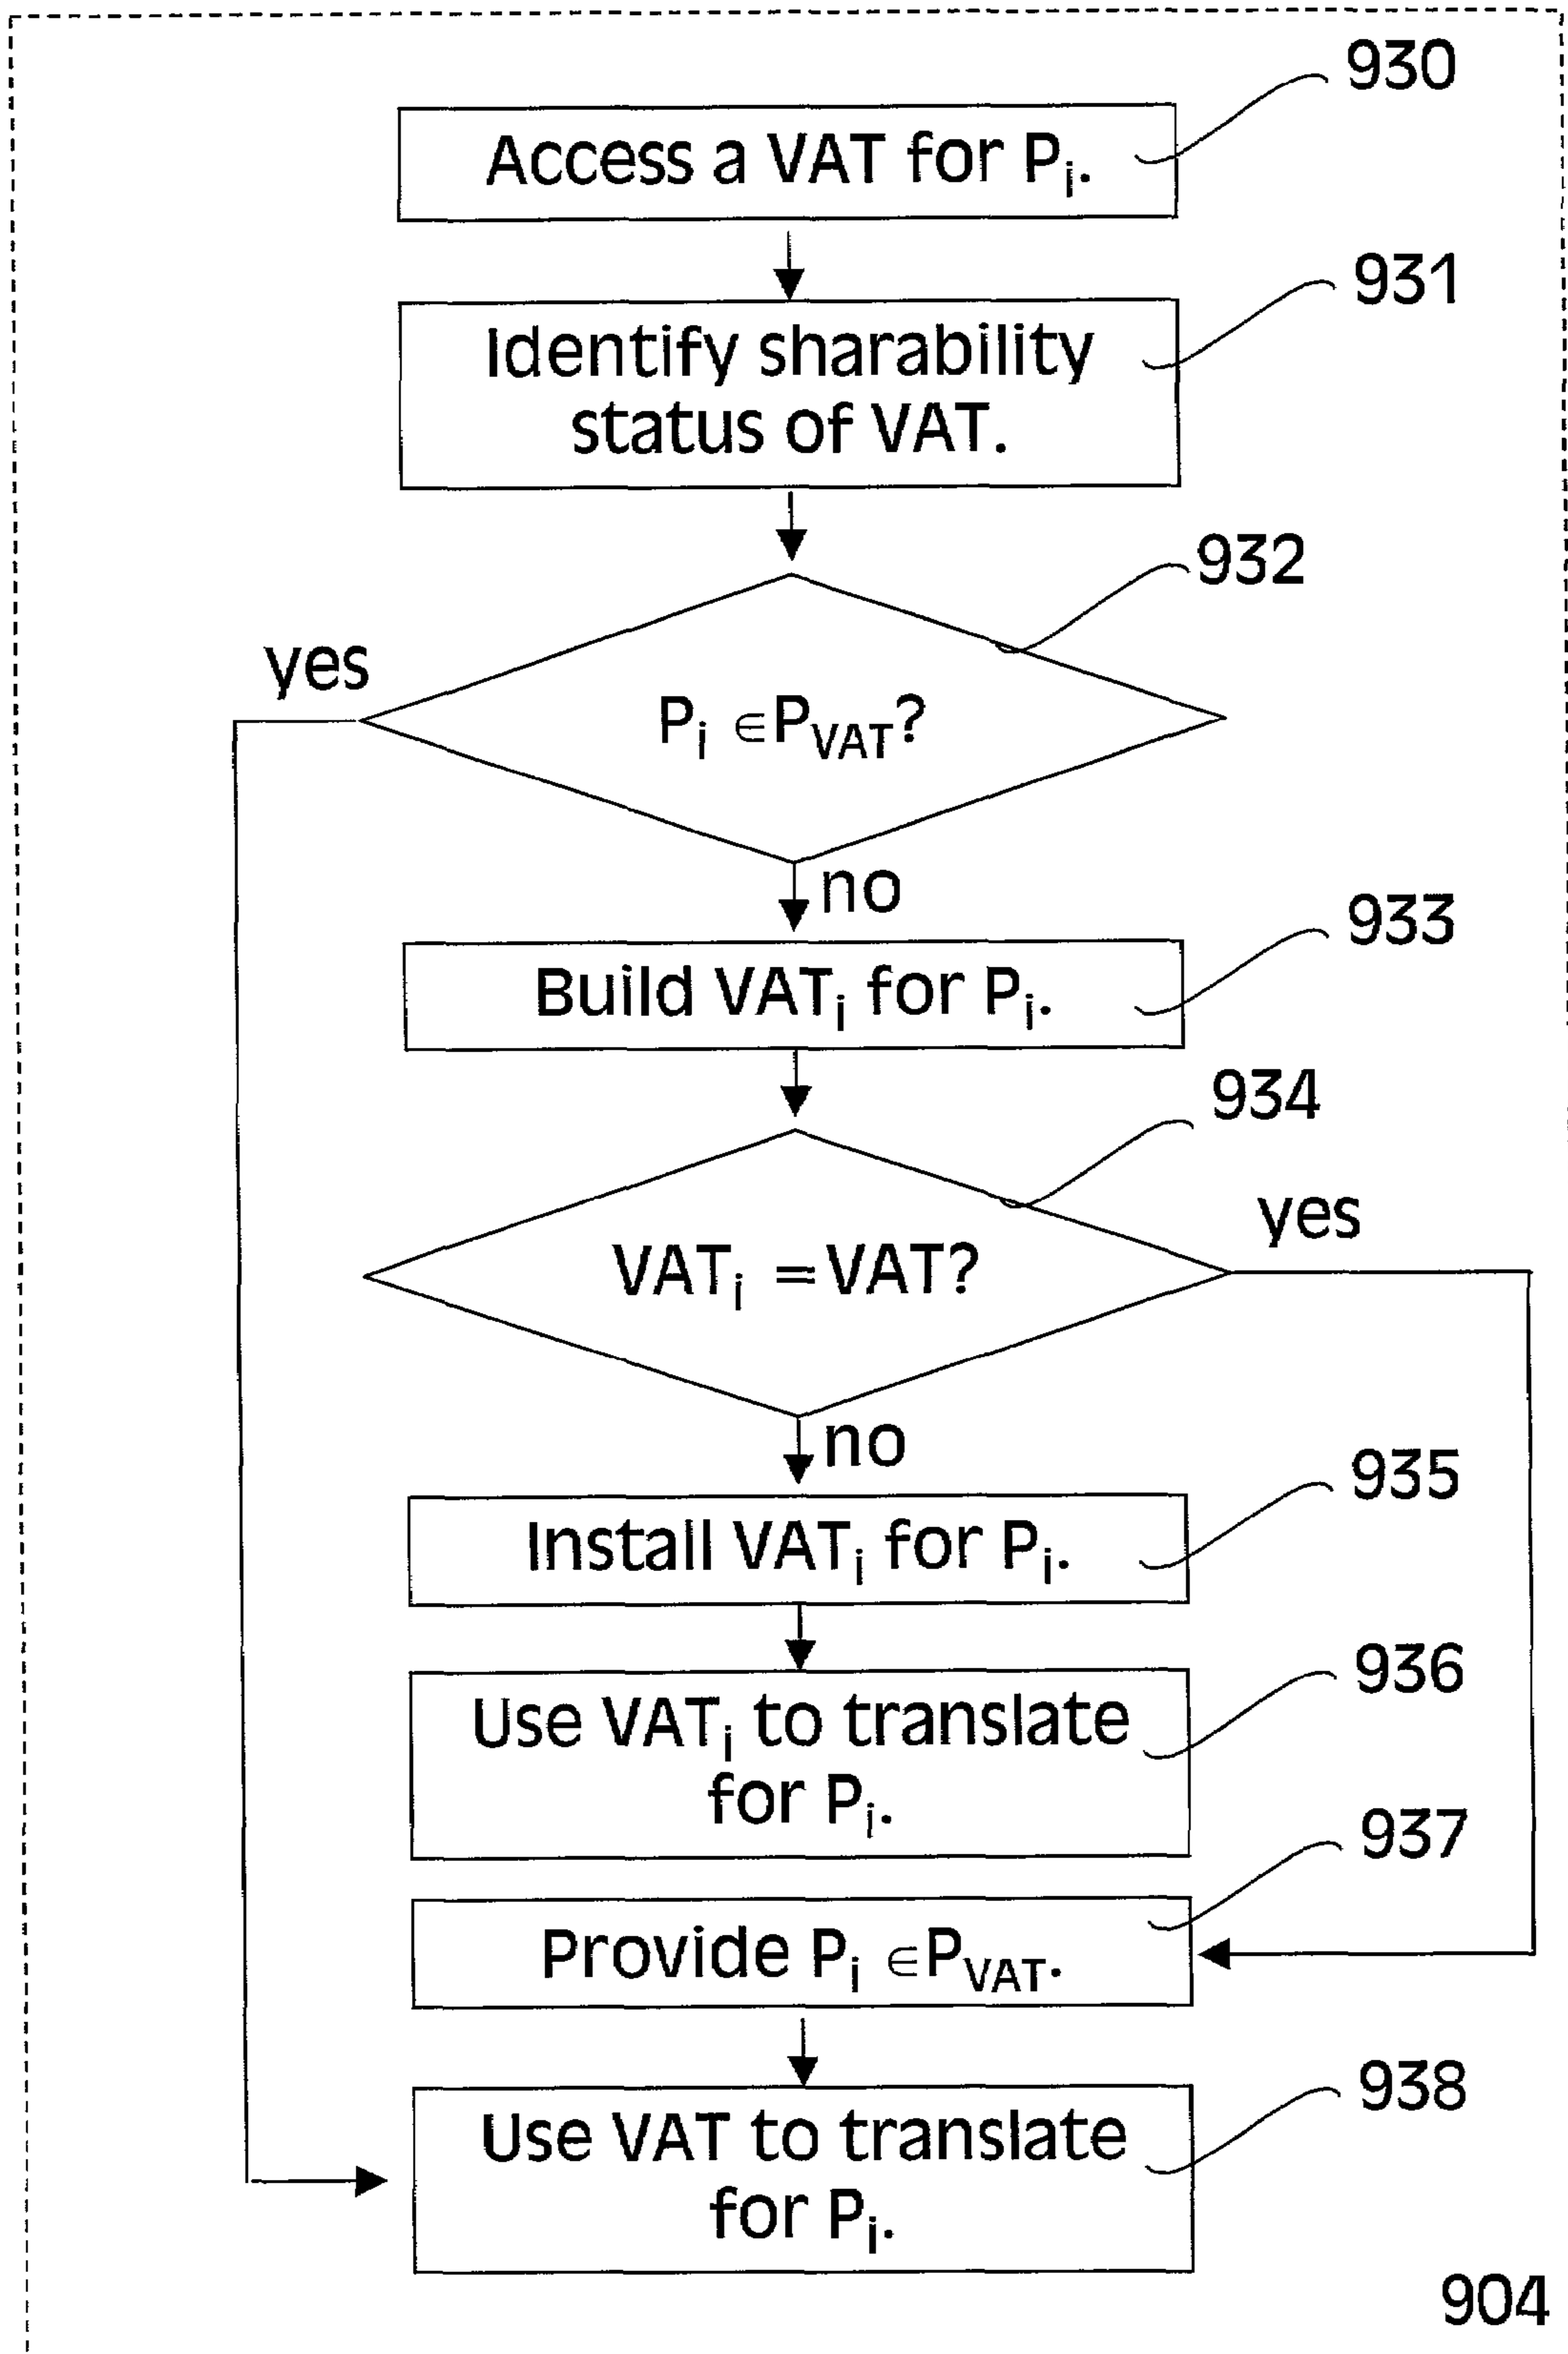 930
Access a VAT for Pi.
931
Identify sharability
status of VAT.
932
yes
Pi ∈PVAT?
no
933
Build VATi for Pi.
934
yes
VATi =VAT?
no
935
Install VATi for Pi.
936
Use VATi to translate
for Pi.
937
Provide Pi ∈PVAT.
938
Use VAT to translate
for Pi.
904